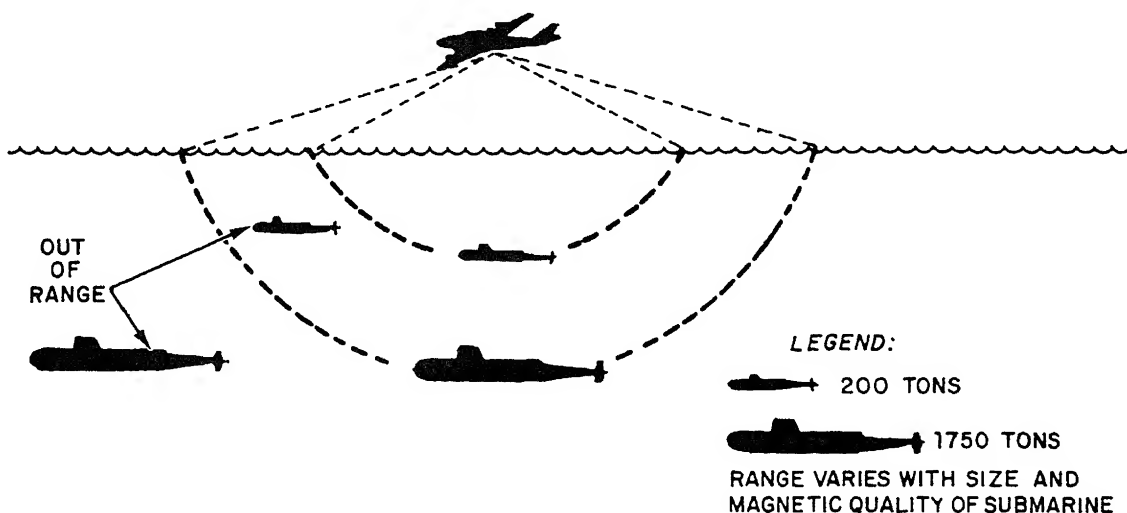 OUT
OF
RANGE
LEGEND:
200 TONS
1750 TONS
RANGE VARIES WITH SIZE AND
MAGNETIC QUALITY OF SUBMARINE